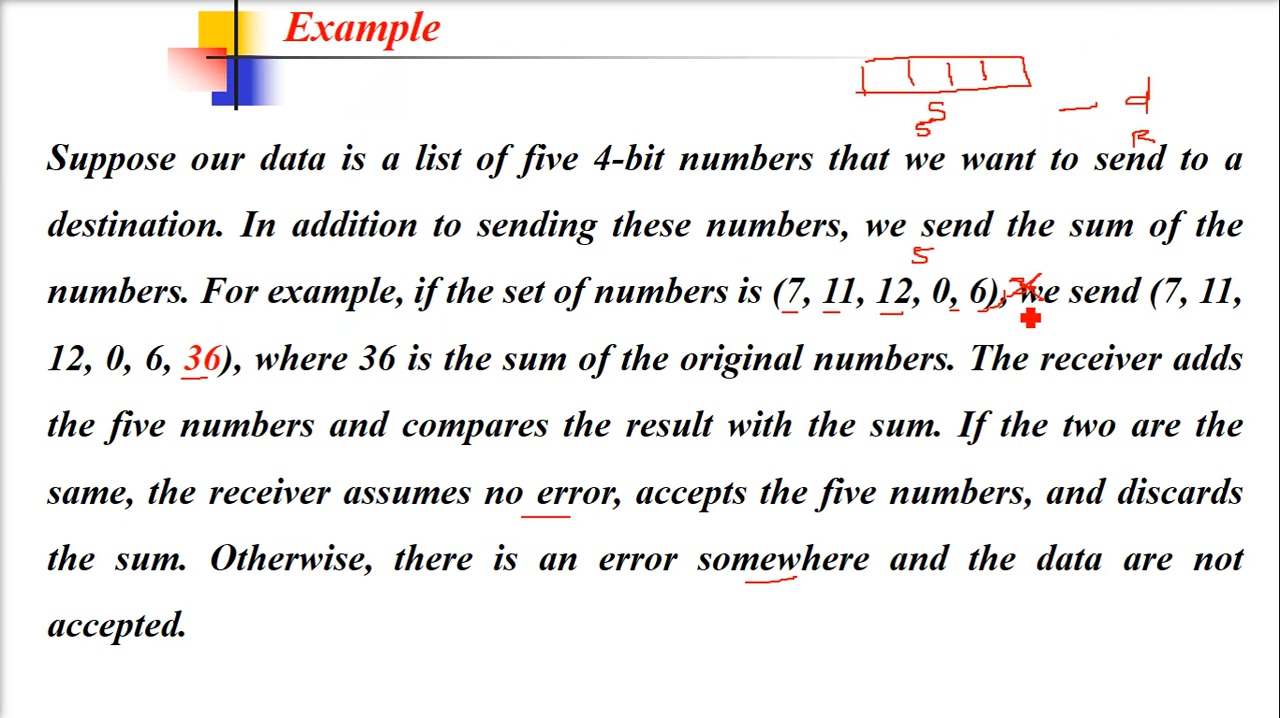 Example
S
5
d
R
Suppose our data is a list of five 4-bit numbers that we want to send to a
destination. In addition to sending these numbers, we send the sum of the
5
numbers. For example, if the set of numbers is (7, 11, 12, 0, 6), we send (7, 11,
12, 0, 6, 36), where 36 is the sum of the original numbers. The receiver adds
the five numbers and compares the result with the sum. If the two are the
same, the receiver assumes no error, accepts the five numbers, and discards
the sum. Otherwise, there is an error somewhere and the data are not
accepted.